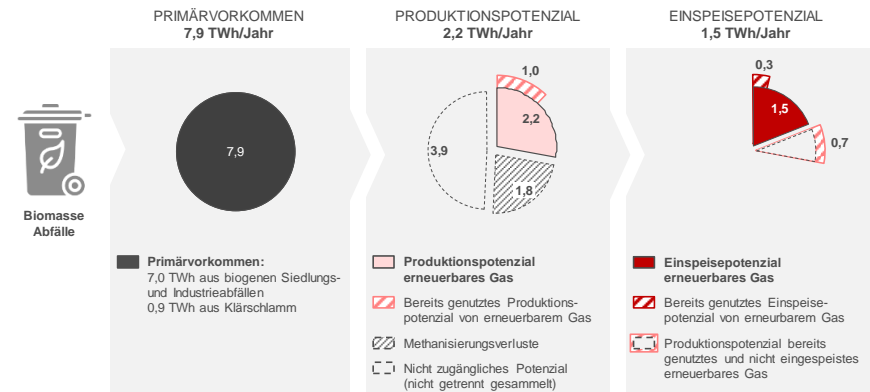 PRIMÄRVORKOMMEN
7,9 TWh/Jahr
PRODUKTIONSPOTENZIAL
2,2 TWh/Jahr
EINSPEISEPOTENZIAL
1,5 TWh/Jahr
Biomasse
Abfälle
7,9
1,0
2,2
3,9
1,8
0,3
1,5
0,7
Primärvorkommen:
7,0 TWh aus biogenen Siedlungs-
und Industrieabfällen
0,9 TWh aus Klärschlamm
Produktionspotenzial
erneuerbares Gas
Bereits genutztes Produktions-
potenzial von erneuerbarem Gas
Methanisierungsverluste
Nicht zugängliches Potenzial
(nicht getrennt gesammelt)
Einspeisepotenzial
erneuerbares Gas
Bereits genutztes Einspeise-
potenzial von erneurbarem Gas
Produktionspotenzial bereits
genutztes und nicht eingespeistes
erneuerbares Gas